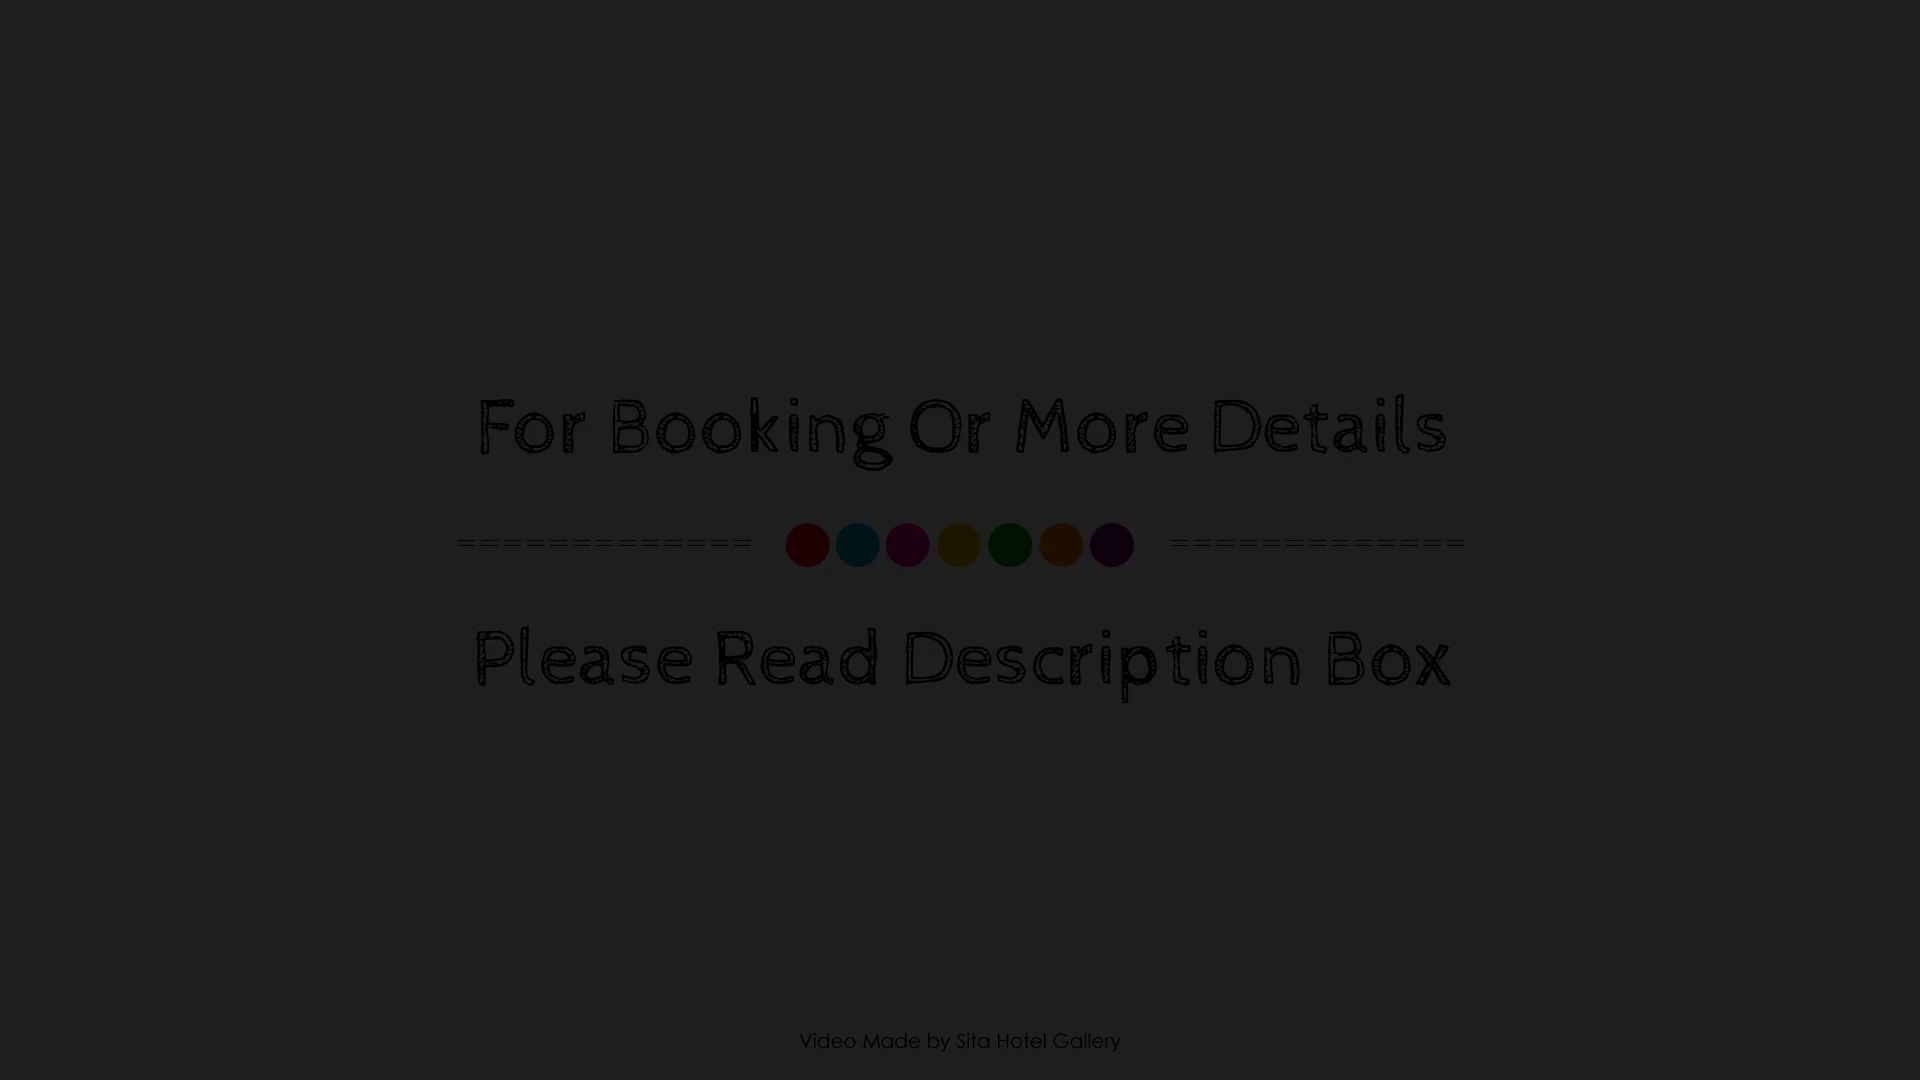 For Booking Or More Details
============= =============
Please Read Description Box
Video Made by Sita Hotel Gallery